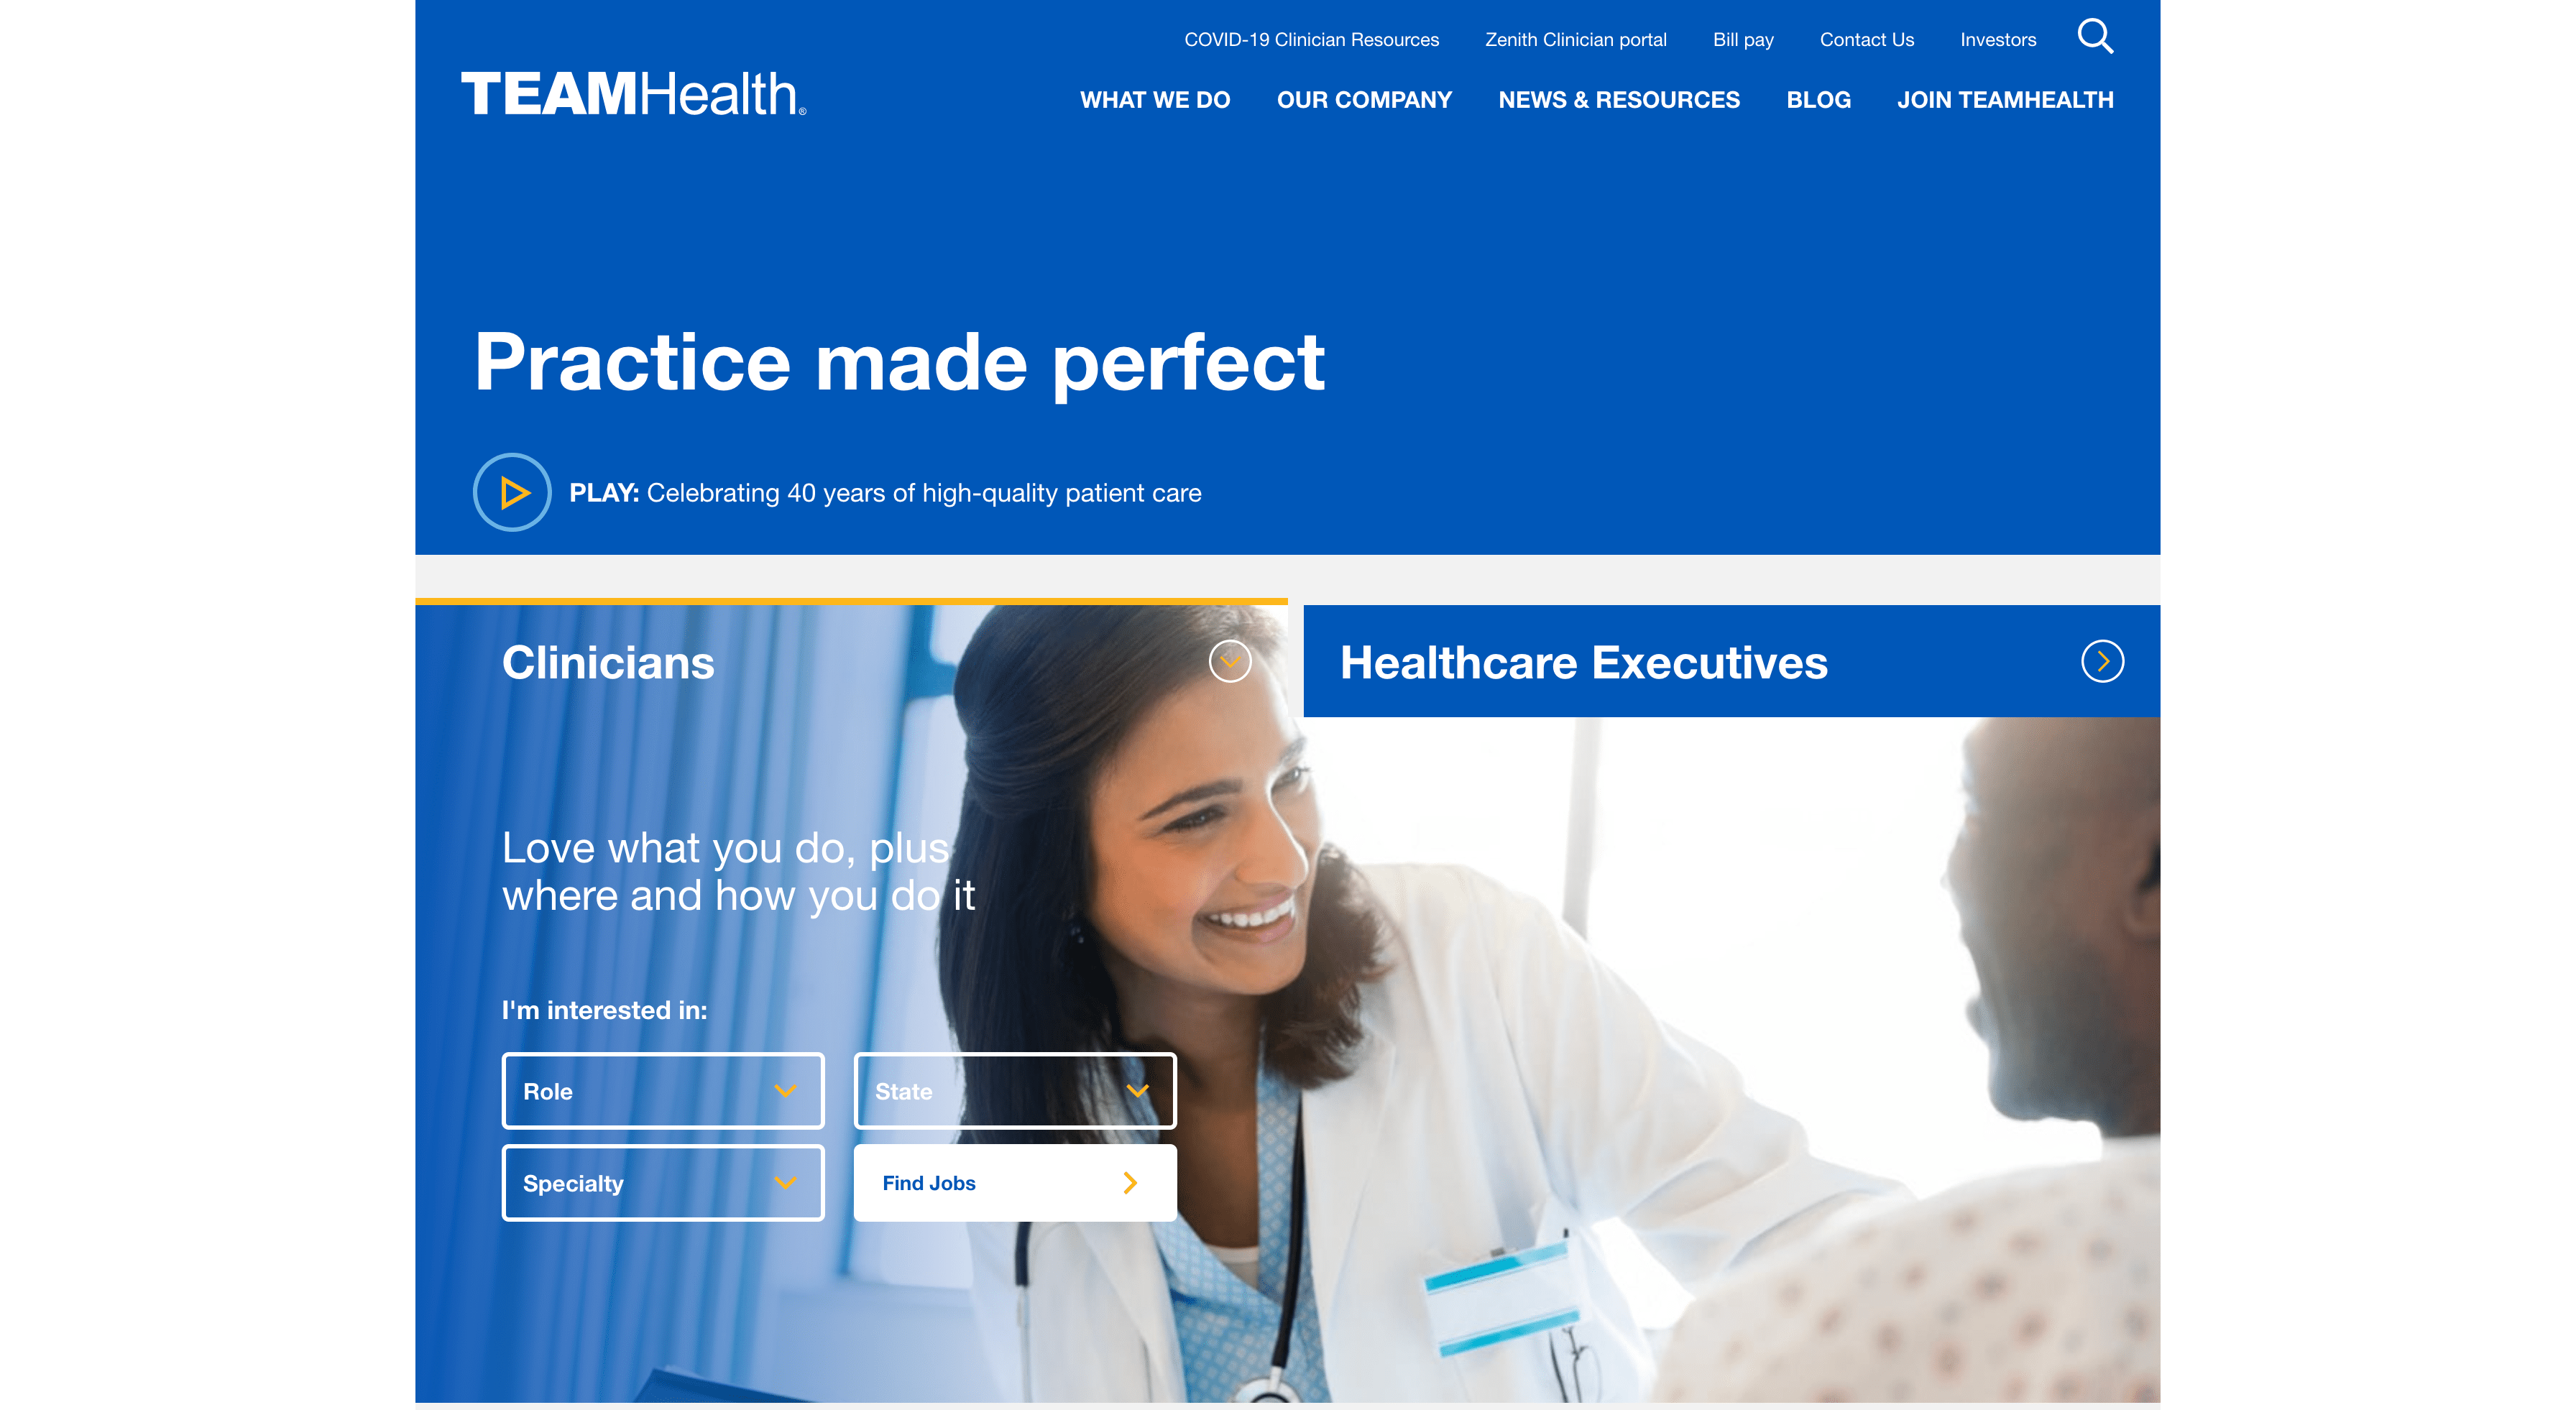 COVID-19 Clinician Resources Zenith Clinician portal Bill pay Contact Us Investors
TEAMHealth®
WHAT WE DO OUR COMPANY NEWS & RESOURCES BLOG JOIN TEAMHEALTH
Practice made perfect
PLAY: Celebrating 40 years of high-quality patient care
Clinicians
Healthcare Executives
Love what you do, plus
where and how you do it
I'm interested in:
Role
State
Specialty
Find Jobs